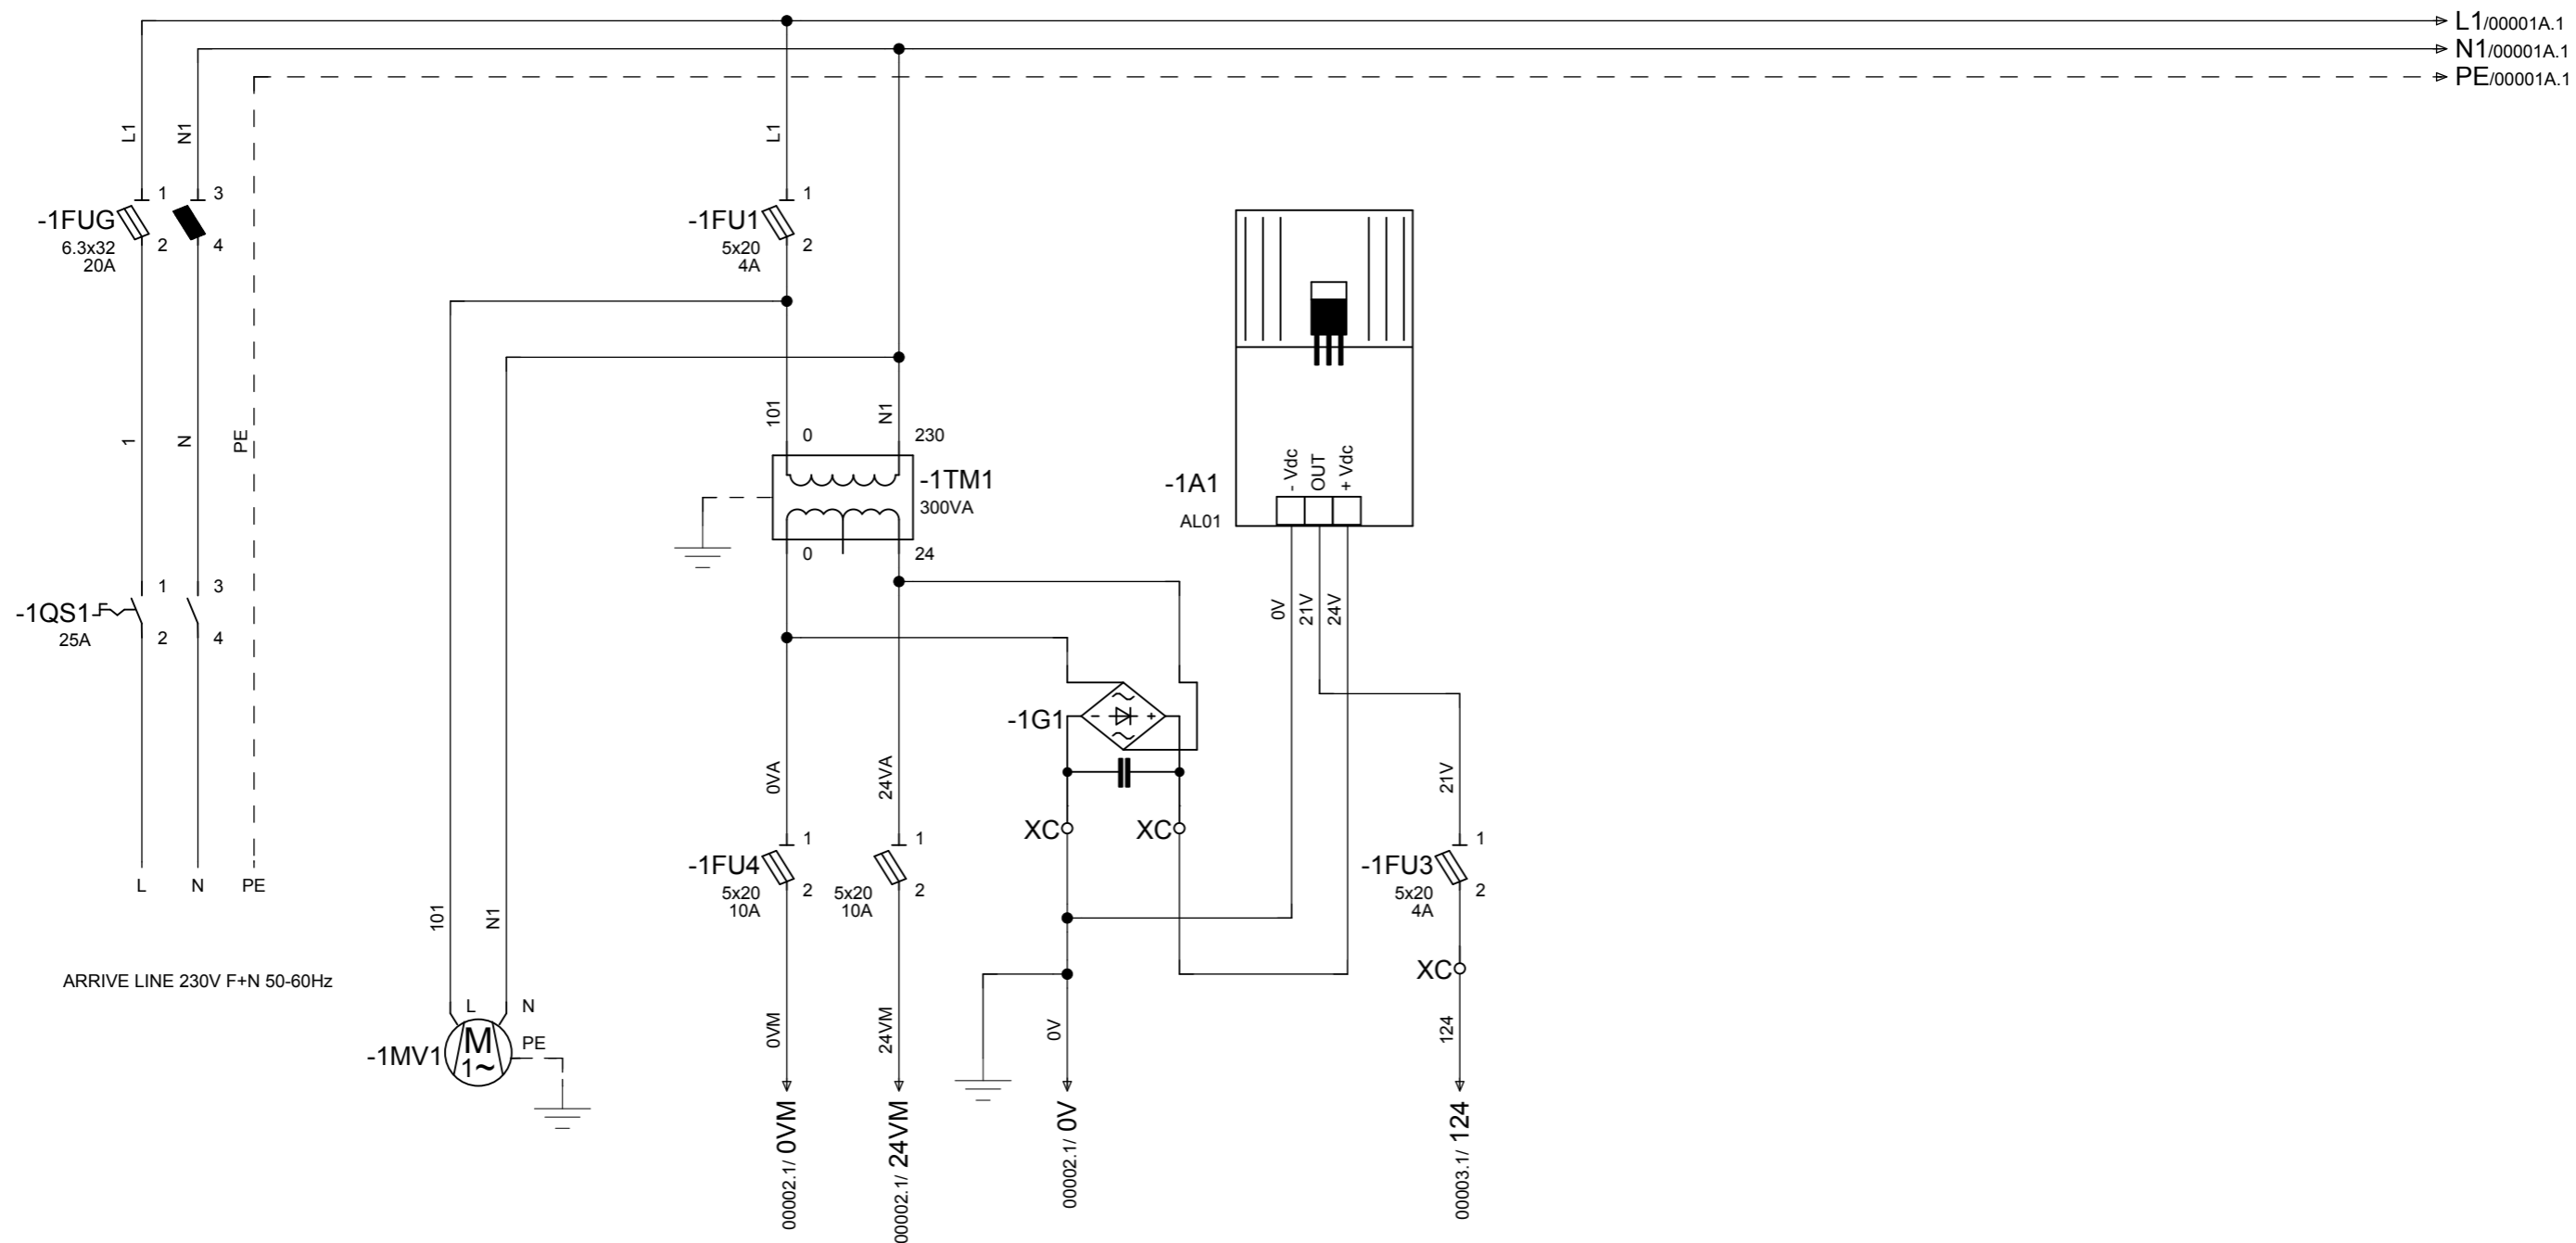 L1/00001A.1
N1/00001A.1
PE/00001A.1
L1
N1
L1
1
3
-1FUG
6.3x32
20A
2
4
1
-1FU1
5x20
4A
2
1
N
PE
101
N1
0
230
-1TM1
300VA
0
24
- Vdc
OUT
+ Vdc
-1A1
AL01
1
3
-1QS1
25A
2
4
0V
21V
24V
-1G1
-
+
0VA
24VA
21V
XC
XC
1
-1FU4
5x20
10A
2
1
5x20
10A
2
1
-1FU3
5x20
4A
2
L
N
PE
101
N1
ARRIVE LINE 230V F+N 50-60Hz
XC
L
N
M
1~
PE
-1MV1
0VM
24VM
0V
124
00002.1/ 0VM
00002.1/ 24VM
00002.1/ 0V
00003.1/ 124